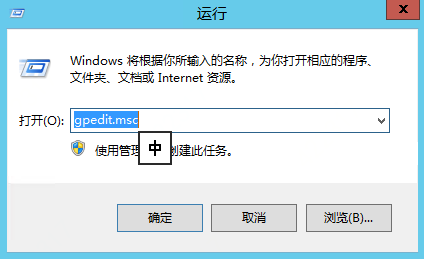 运行
Windows 将根据你所输入的名称，为你打开相应的程序、
文件夹、文档或 Internet 资源。
打开(O): gpedit.msc
中
使用管理 创建此任务。
确定 取消 浏览(B)...